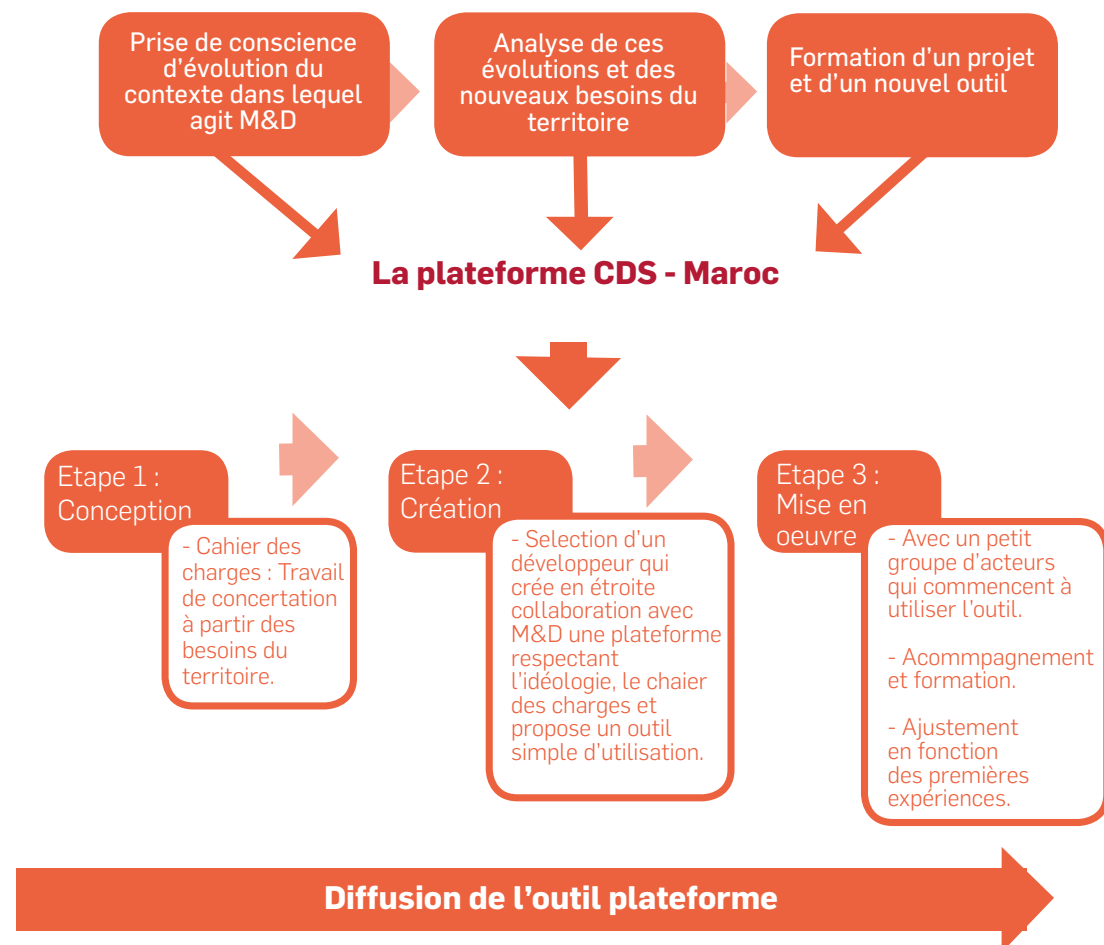 Prise de conscience
d’évolution du
contexte dans lequel
agit M&D
Analyse de ces
évolutions et des
nouveaux besoins du
territoire
Formation d’un projet
et d’un nouvel outil
La plateforme CDS - Maroc
Etape 1 :
Conception
- Cahier des
charges : Travail
de concertation
à partir des
besoins du
territoire.
Etape 2 :
Création
- Selection d’un
développeur qui
crée en étroite
collaboration avec
M&D une plateforme
respectant
l’idéologie, le chaier
des charges et
propose un outil
simple d’utilisation.
Etape 3 :
Mise en
oeuvre
- Avec un petit
groupe d’acteurs
qui commencent à
utiliser l’outil.
- Acommpagnement
et formation.
- Ajustement
en fonction
des premières
expériences.
Diffusion de l’outil plateforme